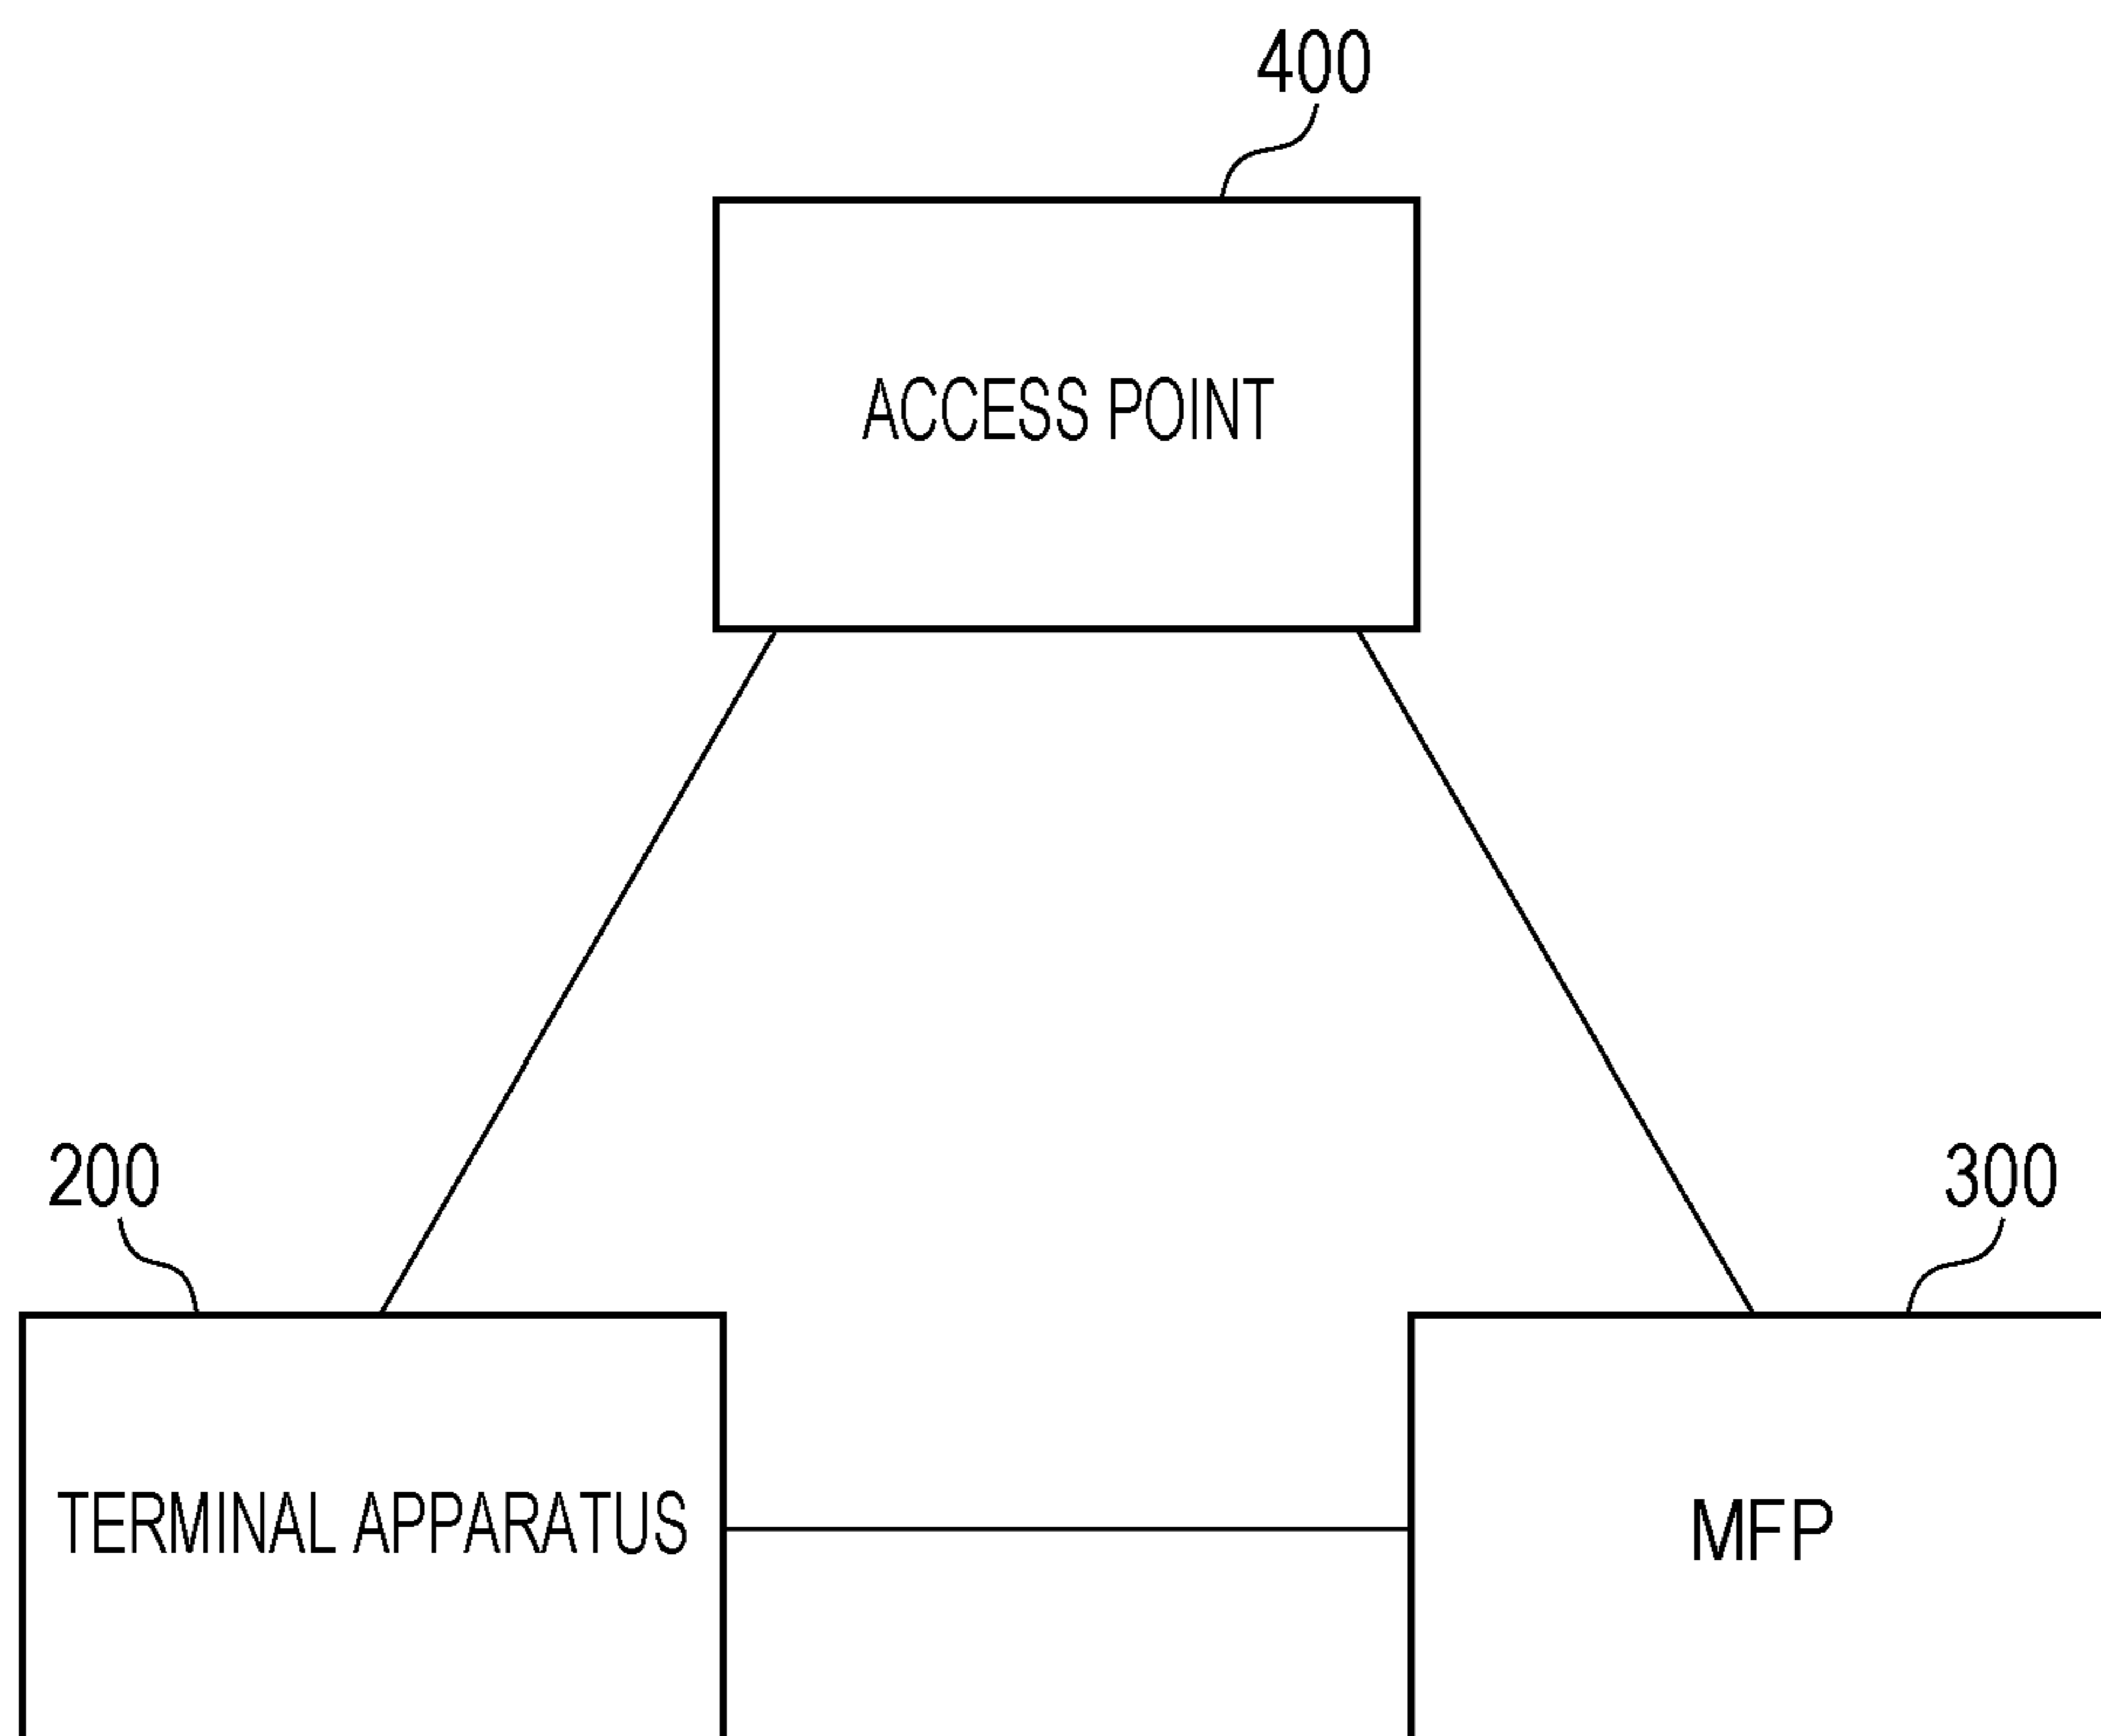 400
ACCESS POINT
200
300
TERMINAL APPARATUS
MFP